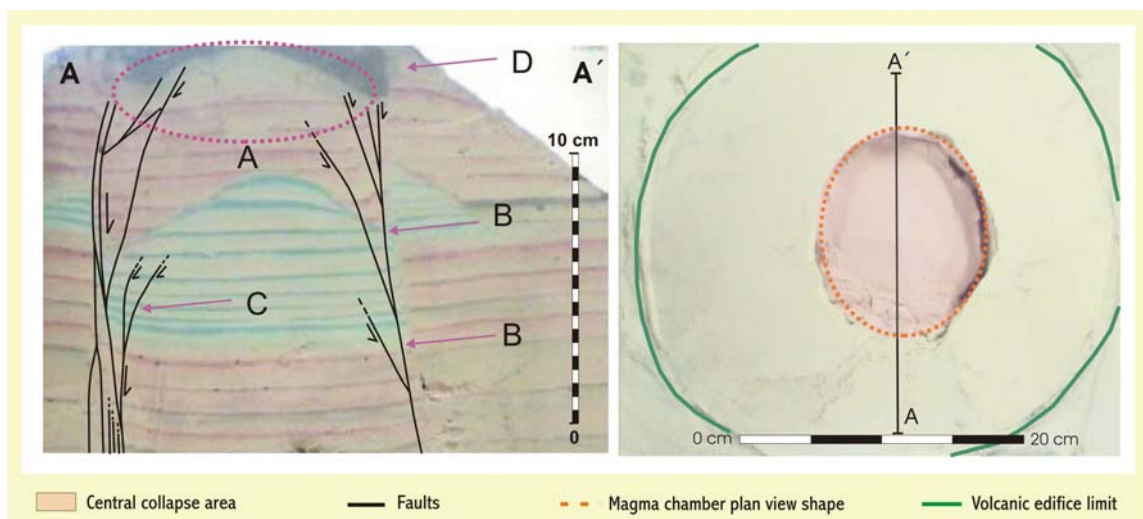 A
A´
D
A
10 cm
B
C
B
0
A´
A
0 cm
20 cm
Central collapse area
Faults
Magma chamber plan view shape
Volcanic edifice limit